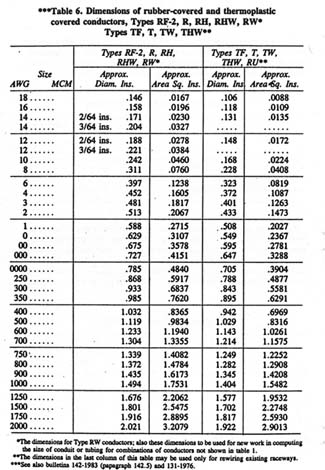 ***Table 6. Dimensions of rubber-covered and thermoplastic
covered conductors, Types RF-2, R, RH, RHW, RW*
Types TF, T, TW, THW**
Types RF-2, R, RH, RHW, RW* Types TF, T, TW, THW, RU**
Size Approx. Approx. Approx. Approx.
AWG MCM Diam. Ins. Area Sq. Ins. Diam. Ins. Area Sq. Ins.
18 ...... .146 .0167 .106 .0088
16 ...... .158 .0196 .118 .0109
14 ...... 2/64 ins. .171 .0230 .131 .0135
14 ...... 3/64 ins. .204 .0327 ..... .....
12 ...... 2/64 ins. .188 .0278 .148 .0172
12 ...... 3/64 ins. .221 .0384 ..... .....
10 ...... .242 .0460 .168 .0224
8 ...... .311 .0760 .228 .0408
6 ...... .397 .1238 .323 .0819
4 ...... .452 .1605 .372 .1087
3 ...... .481 .1817 .401 .1263
2 ...... .513 .2067 .433 .1473
1 ...... .588 .2715 .508 .2027
0 ...... .629 .3107 .549 .2367
00 ...... .675 .3578 .595 .2781
000 ...... .727 .4151 .647 .3288
0000 ...... .785 .4840 .705 .3904
250 ...... .868 .5917 .788 .4877
300 ...... .933 .6837 .843 .5581
350 ...... .985 .7620 .895 .6291
400 ...... 1.032 .8365 .942 .6969
500 ...... 1.119 .9834 1.029 .8316
600 ...... 1.233 1.1940 1.143 1.0261
700 ...... 1.304 1.3355 1.214 1.1575
750 ...... 1.339 1.4082 1.249 1.2252
800 ...... 1.372 1.4784 1.282 1.2908
900 ...... 1.435 1.6173 1.345 1.4208
1000 ...... 1.494 1.7531 1.404 1.5482
1250 ...... 1.676 2.2062 1.577 1.9532
1500 ...... 1.801 2.5475 1.702 2.2748
1750 ...... 1.916 2.8895 1.817 2.5930
2000 ...... 2.021 3.2079 1.922 2.9013
*The dimensions for Type RW conductors; also these dimensions to be used for new work in computing
the size of conduit or tubing for combinations of conductors not shown in table 1.
**The dimensions in the last column of this table may be used only for rewiring existing raceways.
***See also bulletins 142-1983 (papagraph 142.5) and 131-1976.